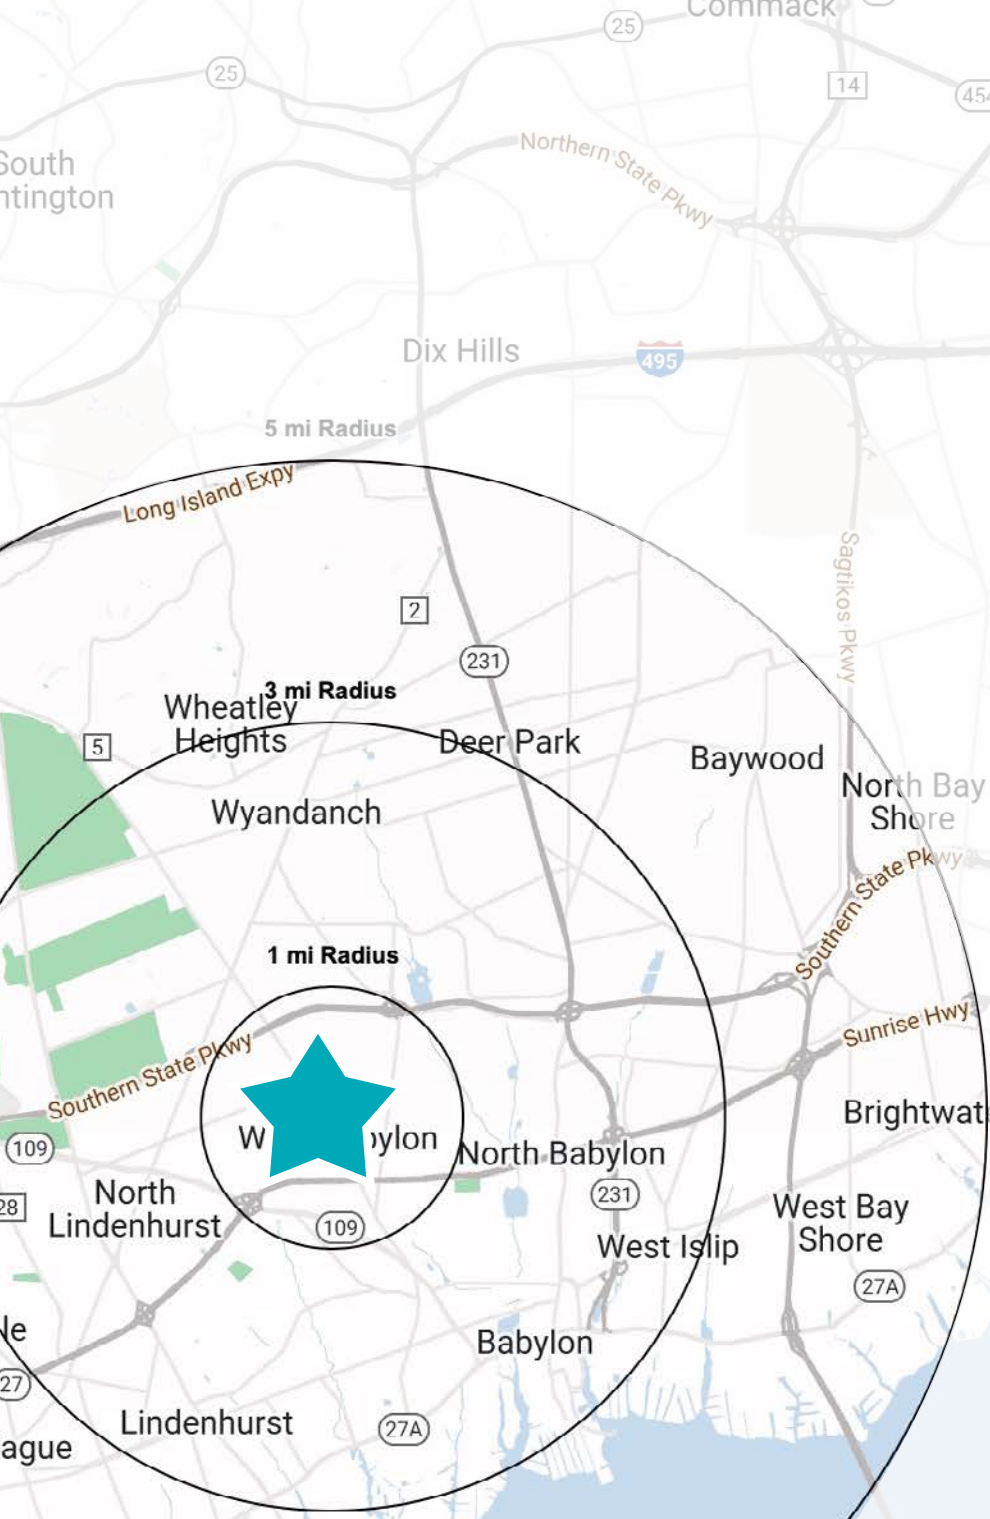 Commack
25
25
14
454
Northern State Pkwy
South
ntington
Dix Hills
495
5 mi Radius
Long Island Expy
Sagtikos Pkwy
2
231
3 mi Radius
Wheatley
Heights
5
Deer Park
Baywood
North Bay
Shore
Wyandanch
Southern State Pkwy
1 mi Radius
Sunrise Hwy
Southern State Pkwy
Brightwat
109
W
bylon
North Babylon
28
North
Lindenhurst
231
West Bay
Shore
109
West Islip
27A
le
Babylon
27
Lindenhurst
27A
ague